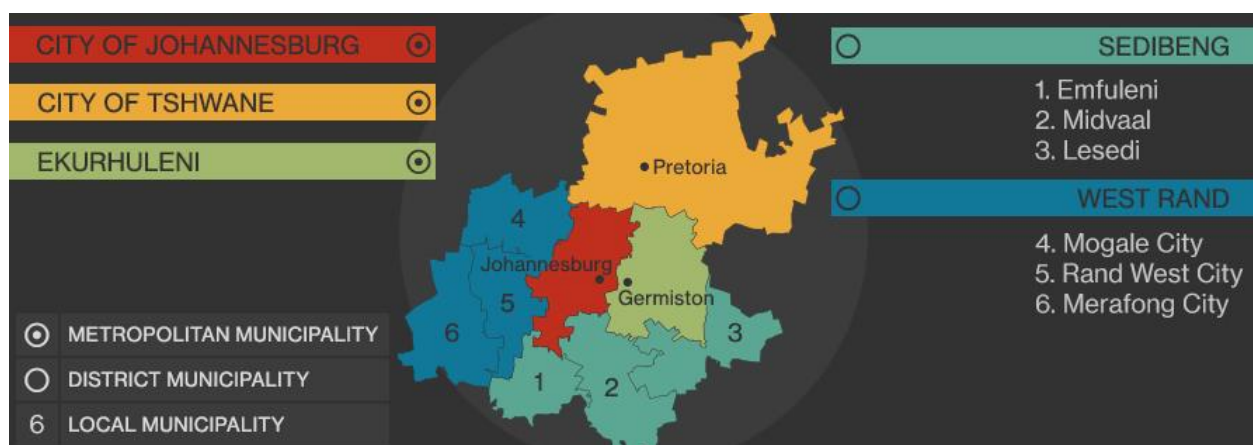 CITY OF JOHANNESBURG
CITY OF TSHWANE
EKURHULENI
SEDIBENG
1. Emfuleni
2. Midvaal
3. Lesedi
WEST RAND
4. Mogale City
5. Rand West City
6. Merafong City
Pretoria
4
Johannesburg
Germiston
5
6
3
1
2
METROPOLITAN MUNICIPALITY
DISTRICT MUNICIPALITY
6 LOCAL MUNICIPALITY